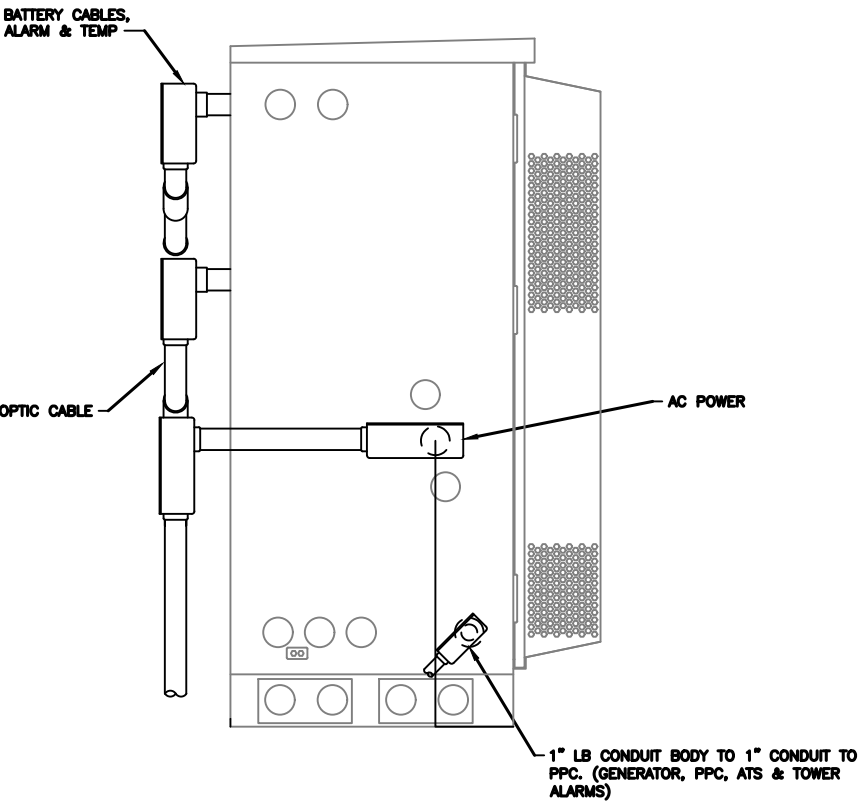 BATTERY CABLES,
ALARM & TEMP
OPTIC CABLE
AC POWER
1" LB CONDUIT BODY TO 1" CONDUIT TO
PPC. (GENERATOR, PPC, ATS & TOWER
ALARMS)